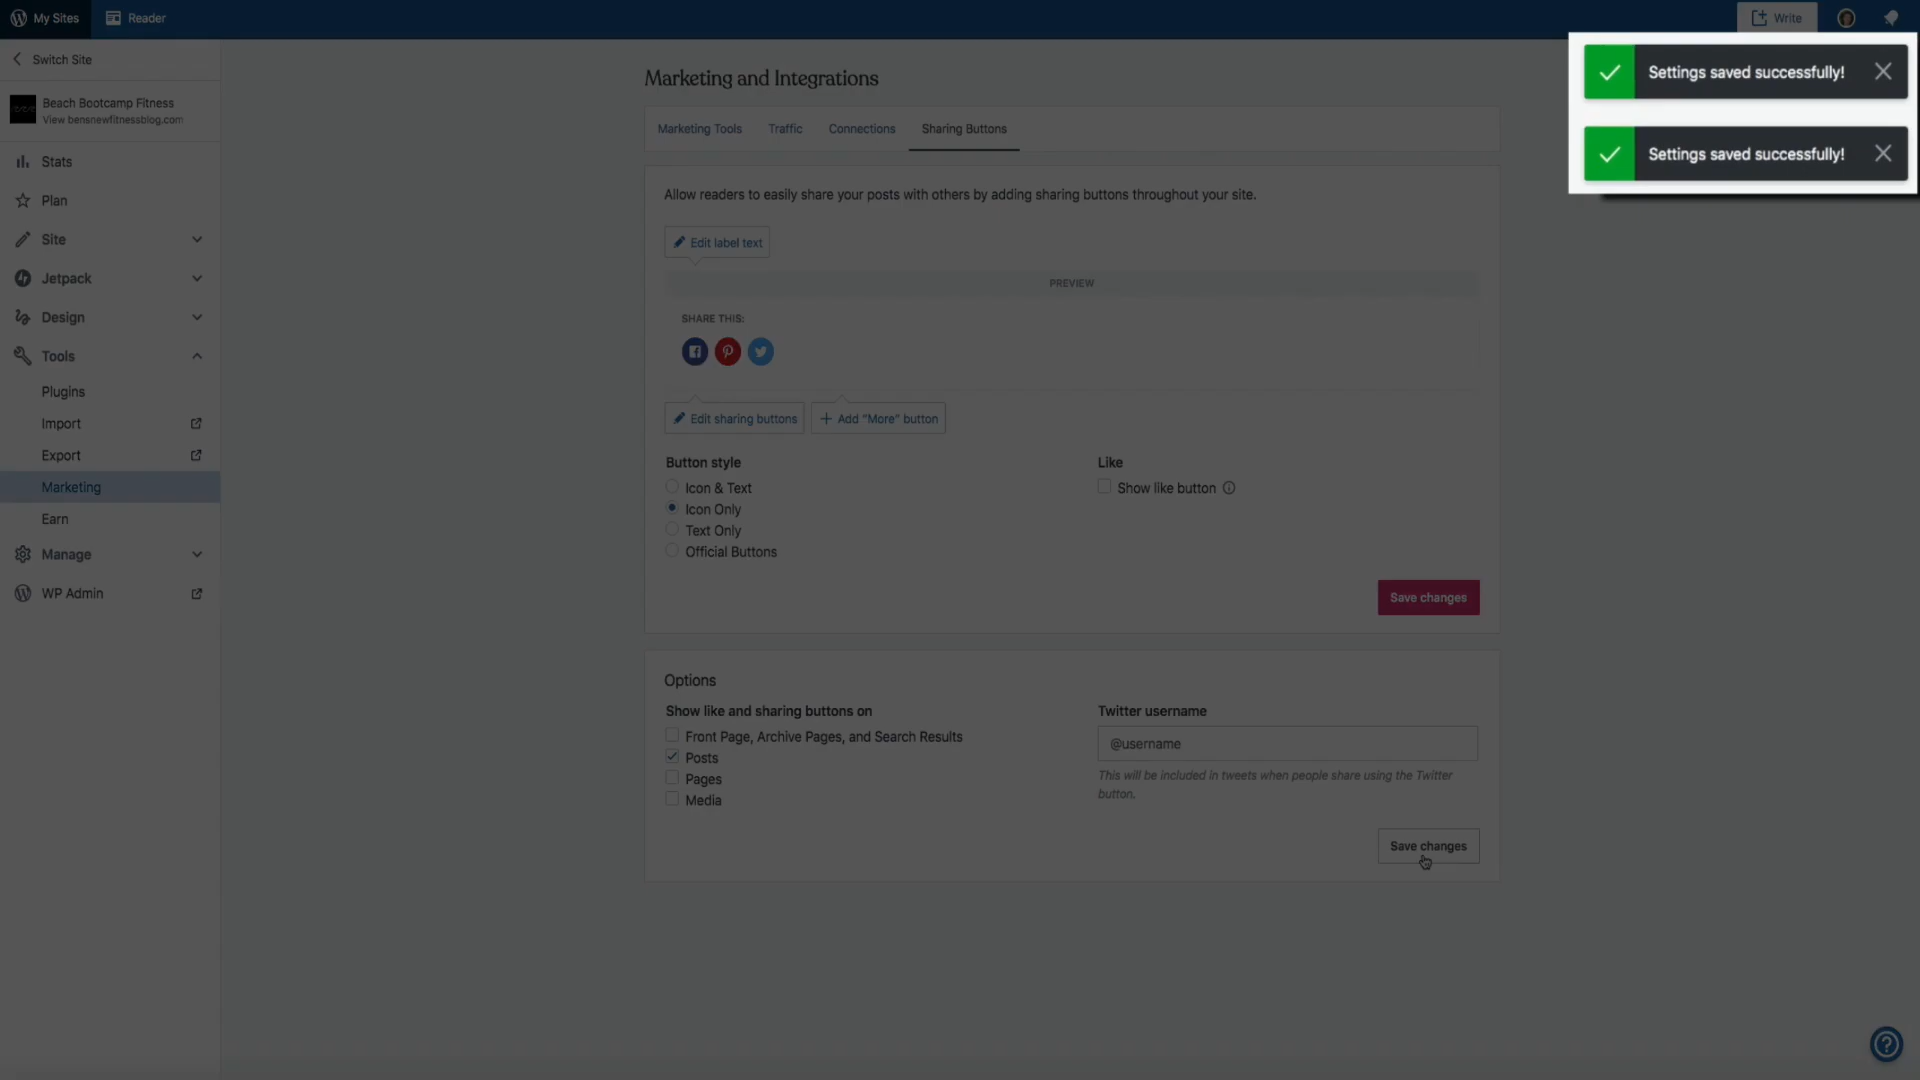 My Sites
Reader
Write
Switch Site
Beach Bootcamp Fitness
View bensnewfitnessblog.com
Stats
Plan
Site
Jetpack
Design
Tools
Plugins
Import
Export
Marketing
Earn
Manage
WP Admin
Marketing and Integrations
Marketing Tools
Traffic
Connections
Sharing Buttons
Allow readers to easily share your posts with others by adding sharing buttons throughout your site.
Edit label text
PREVIEW
SHARE THIS:
Edit sharing buttons
Add "More" button
Button style
Icon & Text
Icon Only
Text Only
Official Buttons
Like
Show like button
Save changes
Options
Show like and sharing buttons on
Front Page, Archive Pages, and Search Results
Posts
Pages
Media
Twitter username
@username
This will be included in tweets when people share using the Twitter
button.
Save changes
Settings saved successfully!
Settings saved successfully!